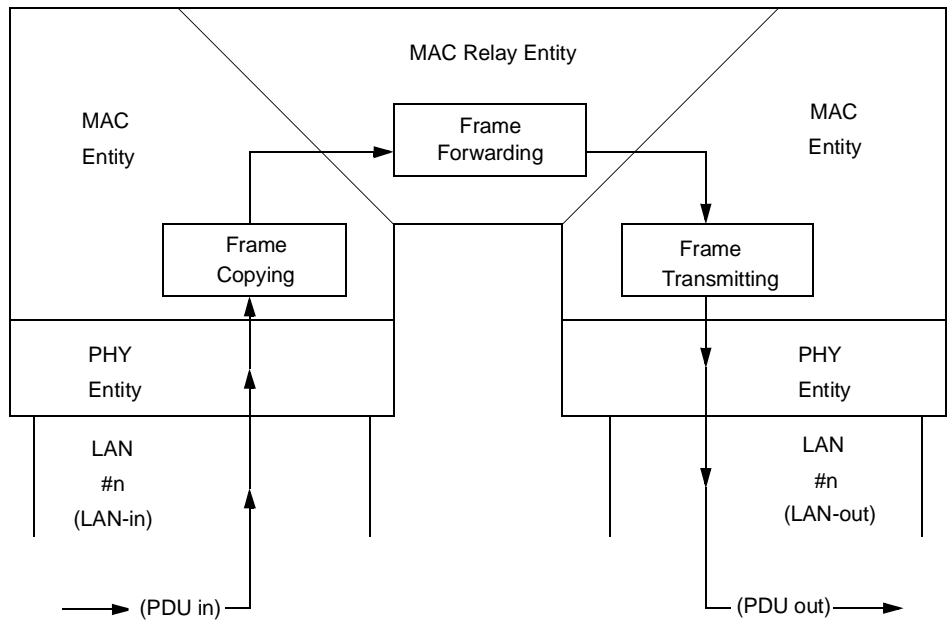 MAC Relay Entity
MAC
Entity
Frame
Forwarding
MAC
Entity
Frame
Copying
Frame
Transmitting
PHY
Entity
PHY
Entity
LAN
#n
(LAN-in)
LAN
#n
(LAN-out)
(PDU in)
(PDU out)